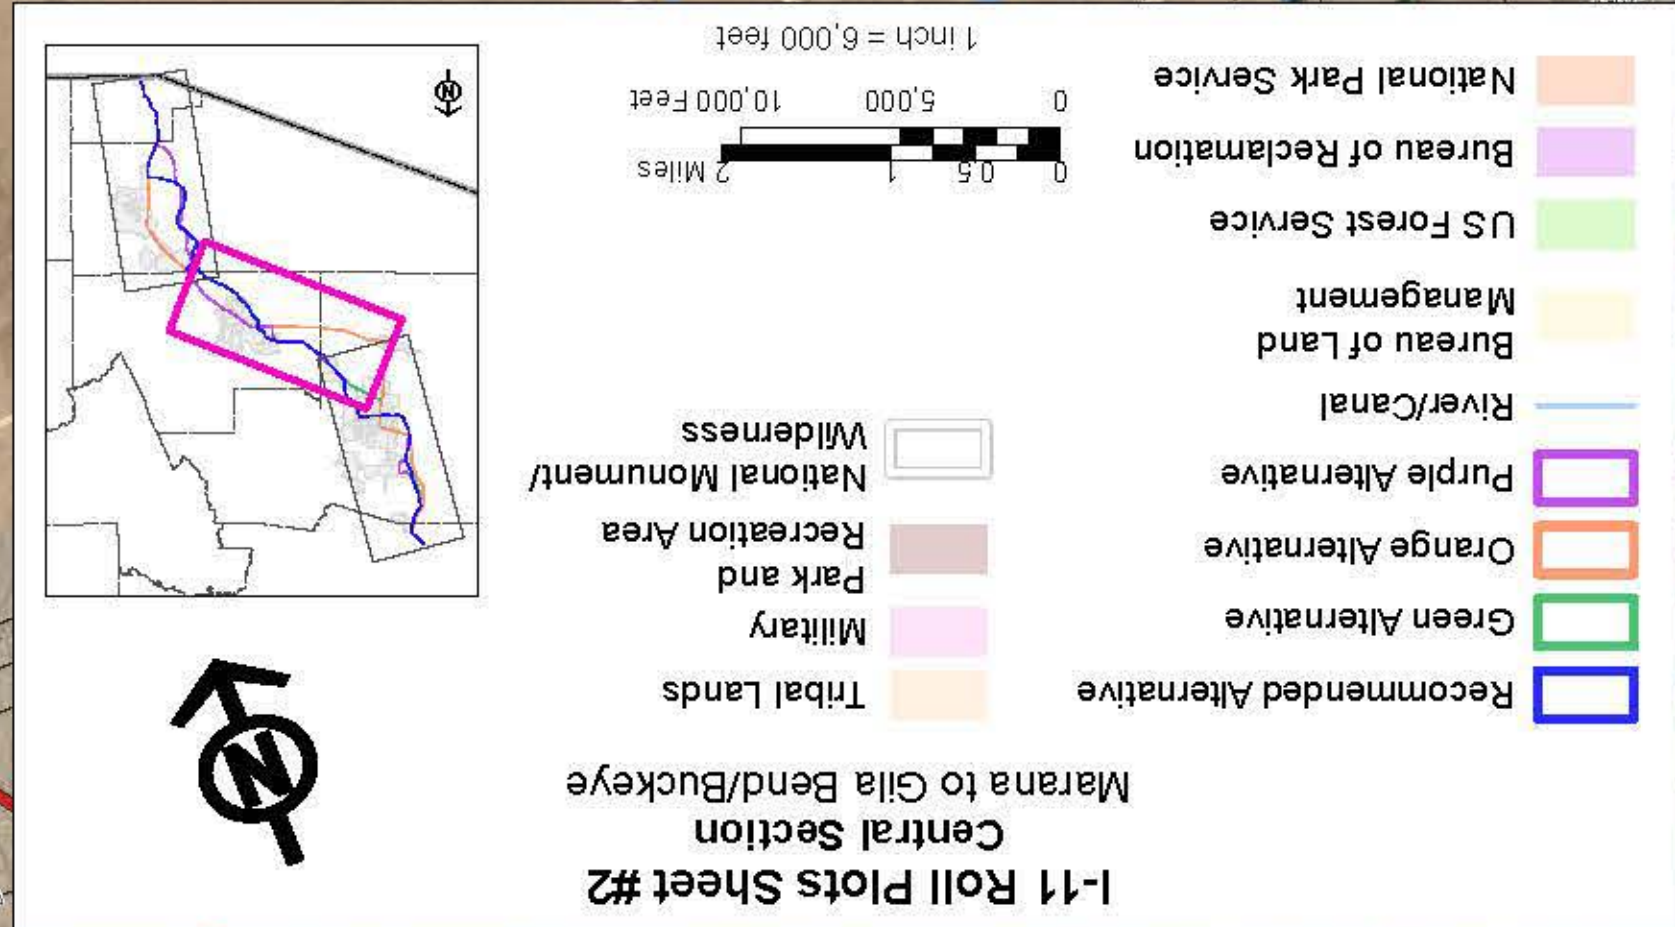 I-11 Roll Plots Sheet #2
Central Section
Marana to Gila Bend/Buckeye
Recommended Alternative
Green Alternative
Orange Alternative
Purple Alternative
River/Canal
Bureau of Land
Management
US Forest Service
Bureau of Reclamation
National Park Service
Tribal Lands
Military
Park and
Recreation Area
National Monument/
Wilderness
0 0.5 1 2 Miles
0 5,000 10,000 Feet
1 inch = 6,000 feet
N
N